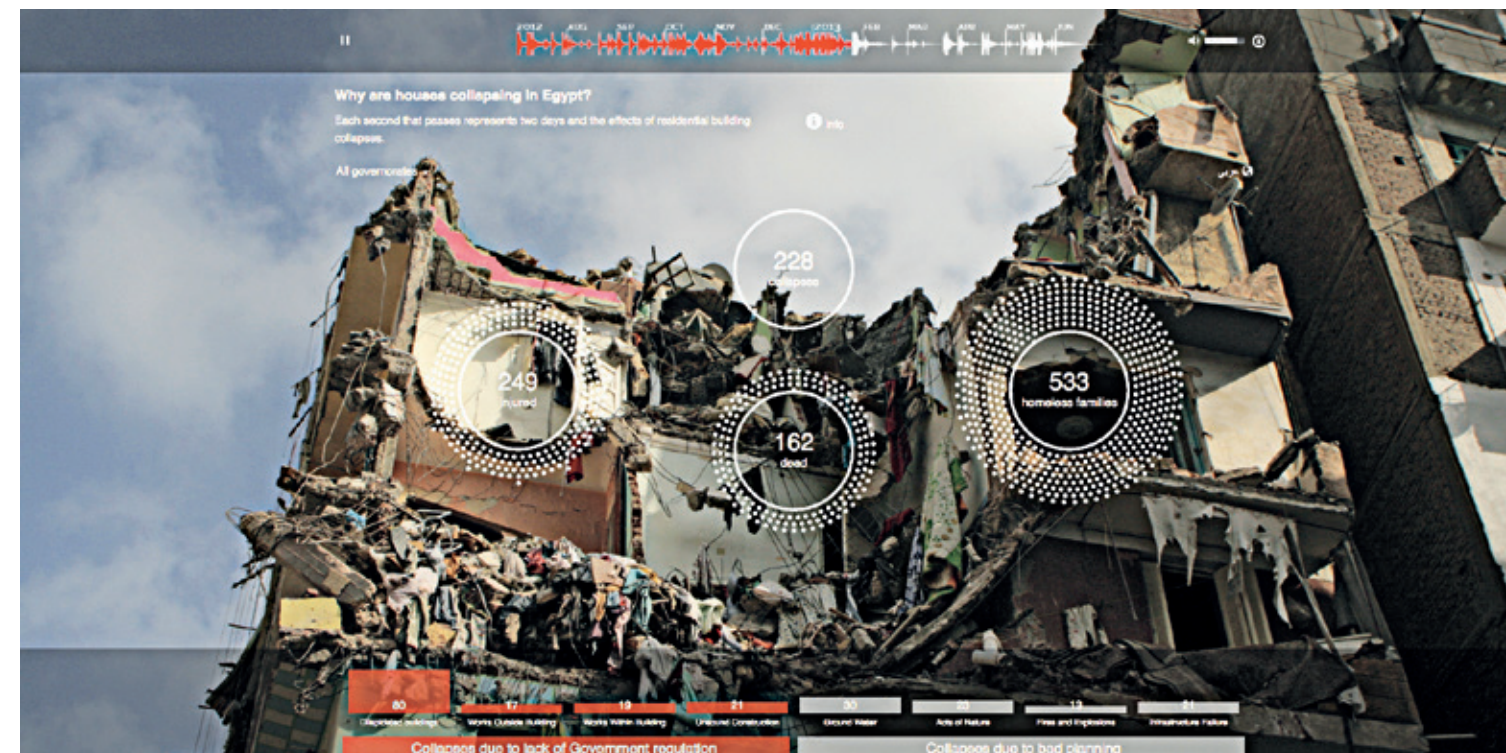 2012 AUG SEP OCT NOV DEC 2013 FEB MAR APR MAY JUN
Why are houses collapsing in Egypt?
Each second that passes represents two days and the effects of residential building
collapses.
info
All governorates
عربي
228
collapses
249
injured
533
homeless families
162
dead
80 17 19 21 30 23 13 21
Dilapidated buildings Works Outside Building Works Within Building Unsound Construction Ground Water Acts of Nature Fires and Explosions Infrastructure Failure
Collapses due to lack of Government regulation Collapses due to bad planning